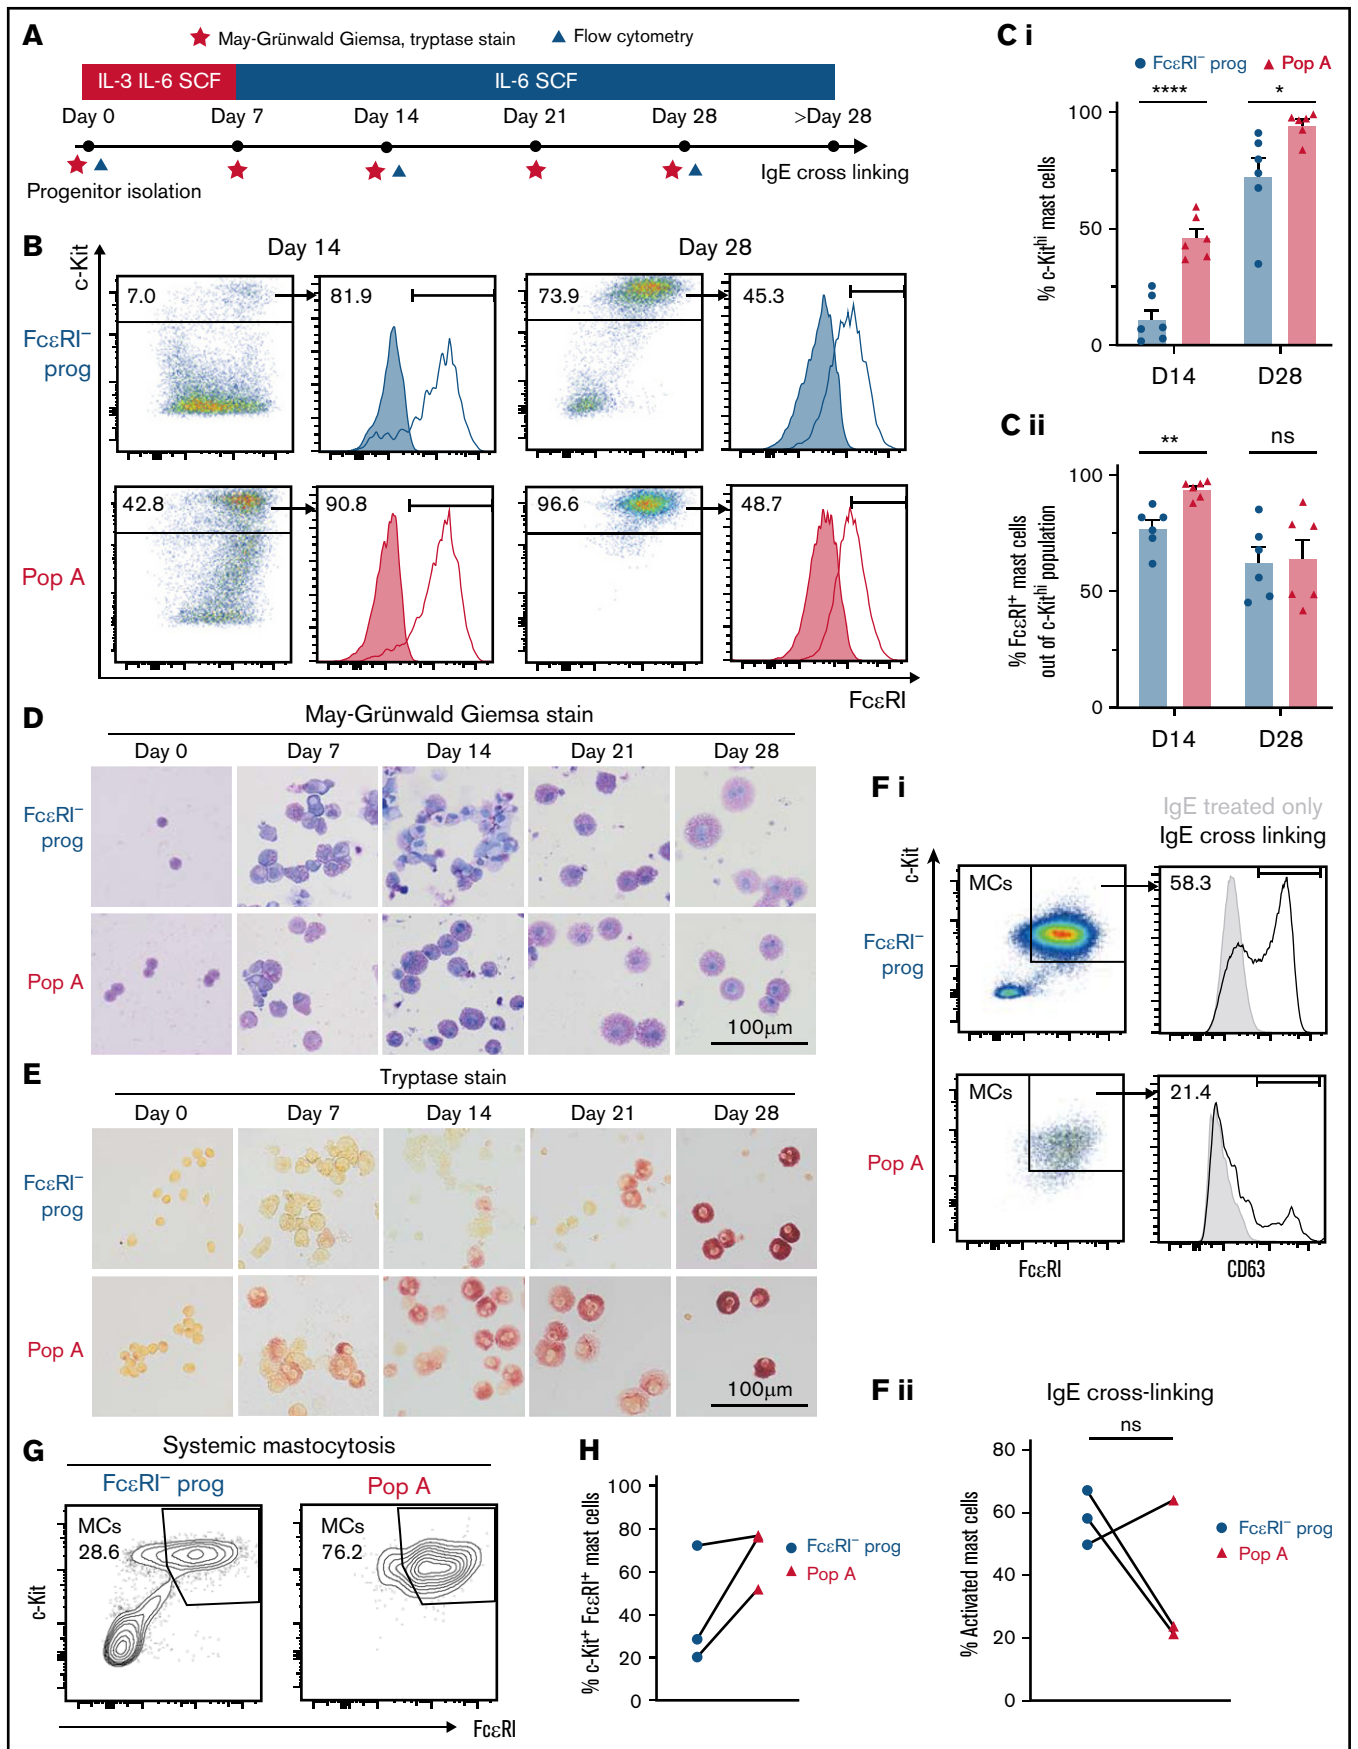 A
May-Grünwald Giemsa, tryptase stain
Flow cytometry
IL-3 IL-6 SCF
IL-6 SCF
Day 0
Day 7
Day 14
Day 21
Day 28
>Day 28
Progenitor isolation
IgE cross linking
B
Day 14
Day 28
c-Kit
FcεRI⁻ prog
7.0
81.9
73.9
45.3
Pop A
42.8
90.8
96.6
48.7
FcεRI
C i
FcεRI⁻ prog
Pop A
****
*
% c-Kitʰⁱ mast cells
100
50
0
D14
D28
C ii
**
ns
% FcεRI⁺ mast cells
out of c-Kitʰⁱ population
100
50
0
D14
D28
D
May-Grünwald Giemsa stain
Day 0
Day 7
Day 14
Day 21
Day 28
FcεRI⁻
prog
Pop A
100μm
E
Tryptase stain
Day 0
Day 7
Day 14
Day 21
Day 28
FcεRI⁻
prog
Pop A
100μm
F i
IgE treated only
IgE cross linking
c-Kit
FcεRI⁻
prog
MCs
58.3
Pop A
MCs
21.4
FcεRI
CD63
F ii
IgE cross-linking
ns
% Activated mast cells
80
60
40
20
0
FcεRI⁻ prog
Pop A
G
Systemic mastocytosis
FcεRI⁻ prog
Pop A
MCs
28.6
MCs
76.2
c-Kit
FcεRI
H
% c-Kit⁺ FcεRI⁺ mast cells
100
80
60
40
20
0
FcεRI⁻ prog
Pop A